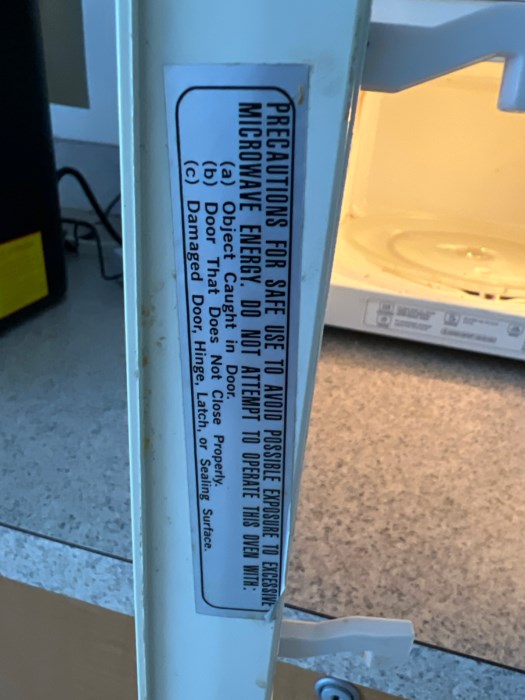 PRECAUTIONS FOR SAFE USE TO AVOID POSSIBLE EXPOSURE TO EXCESSIVE
MICROWAVE ENERGY. DO NOT ATTEMPT TO OPERATE THIS OVEN WITH:
(a) Object Caught in Door.
(b) Door That Does Not Close Properly.
(c) Damaged Door, Hinge, Latch, or Sealing Surface.